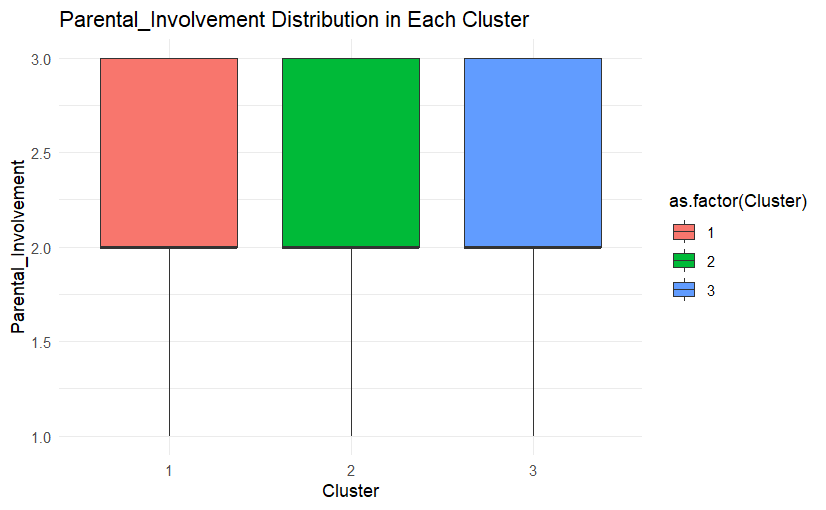 Parental_Involvement Distribution in Each Cluster
Parental_Involvement
3.0
2.5
2.0
1.5
1.0
1 2 3
Cluster
as.factor(Cluster)
1
2
3